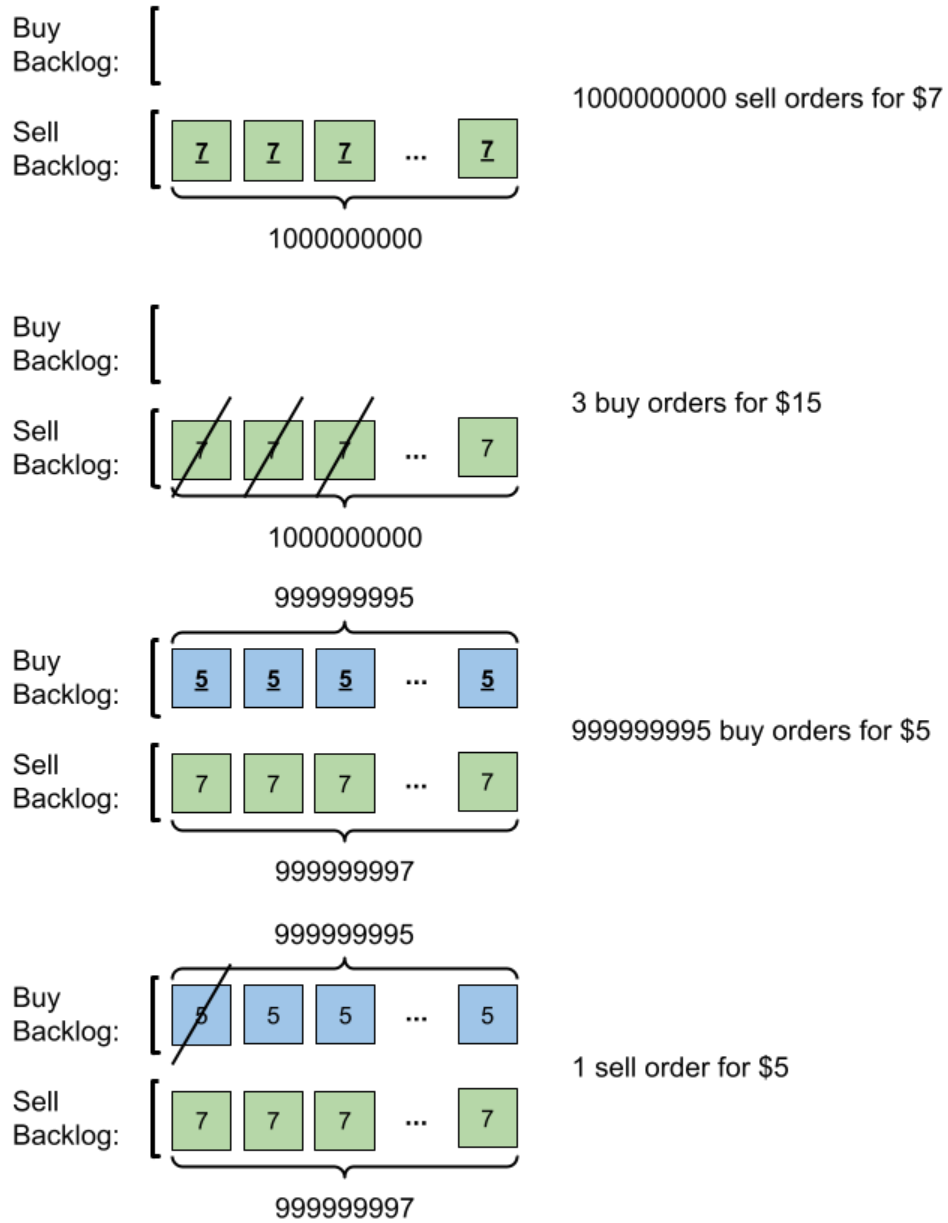 Buy
Backlog:
1000000000 sell orders for $7
Sell
Backlog:
7 7 7 ... 7
1000000000
Buy
Backlog:
3 buy orders for $15
Sell
Backlog:
7 7 7 ... 7
1000000000
999999995
Buy
Backlog:
5 5 5 ... 5
999999995 buy orders for $5
Sell
Backlog:
7 7 7 ... 7
999999997
999999995
Buy
Backlog:
5 5 5 ... 5
1 sell order for $5
Sell
Backlog:
7 7 7 ... 7
999999997